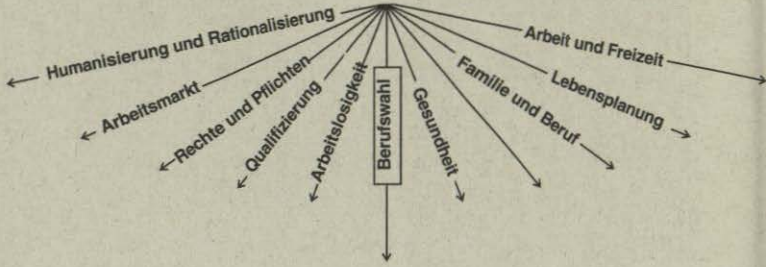 Humanisierung und Rationalisierung
Arbeitsmarkt
Rechte und Pflichten
Qualifizierung
Arbeitslosigkeit
Berufswahl
Gesundheit
Familie und Beruf
Lebensplanung
Arbeit und Freizeit